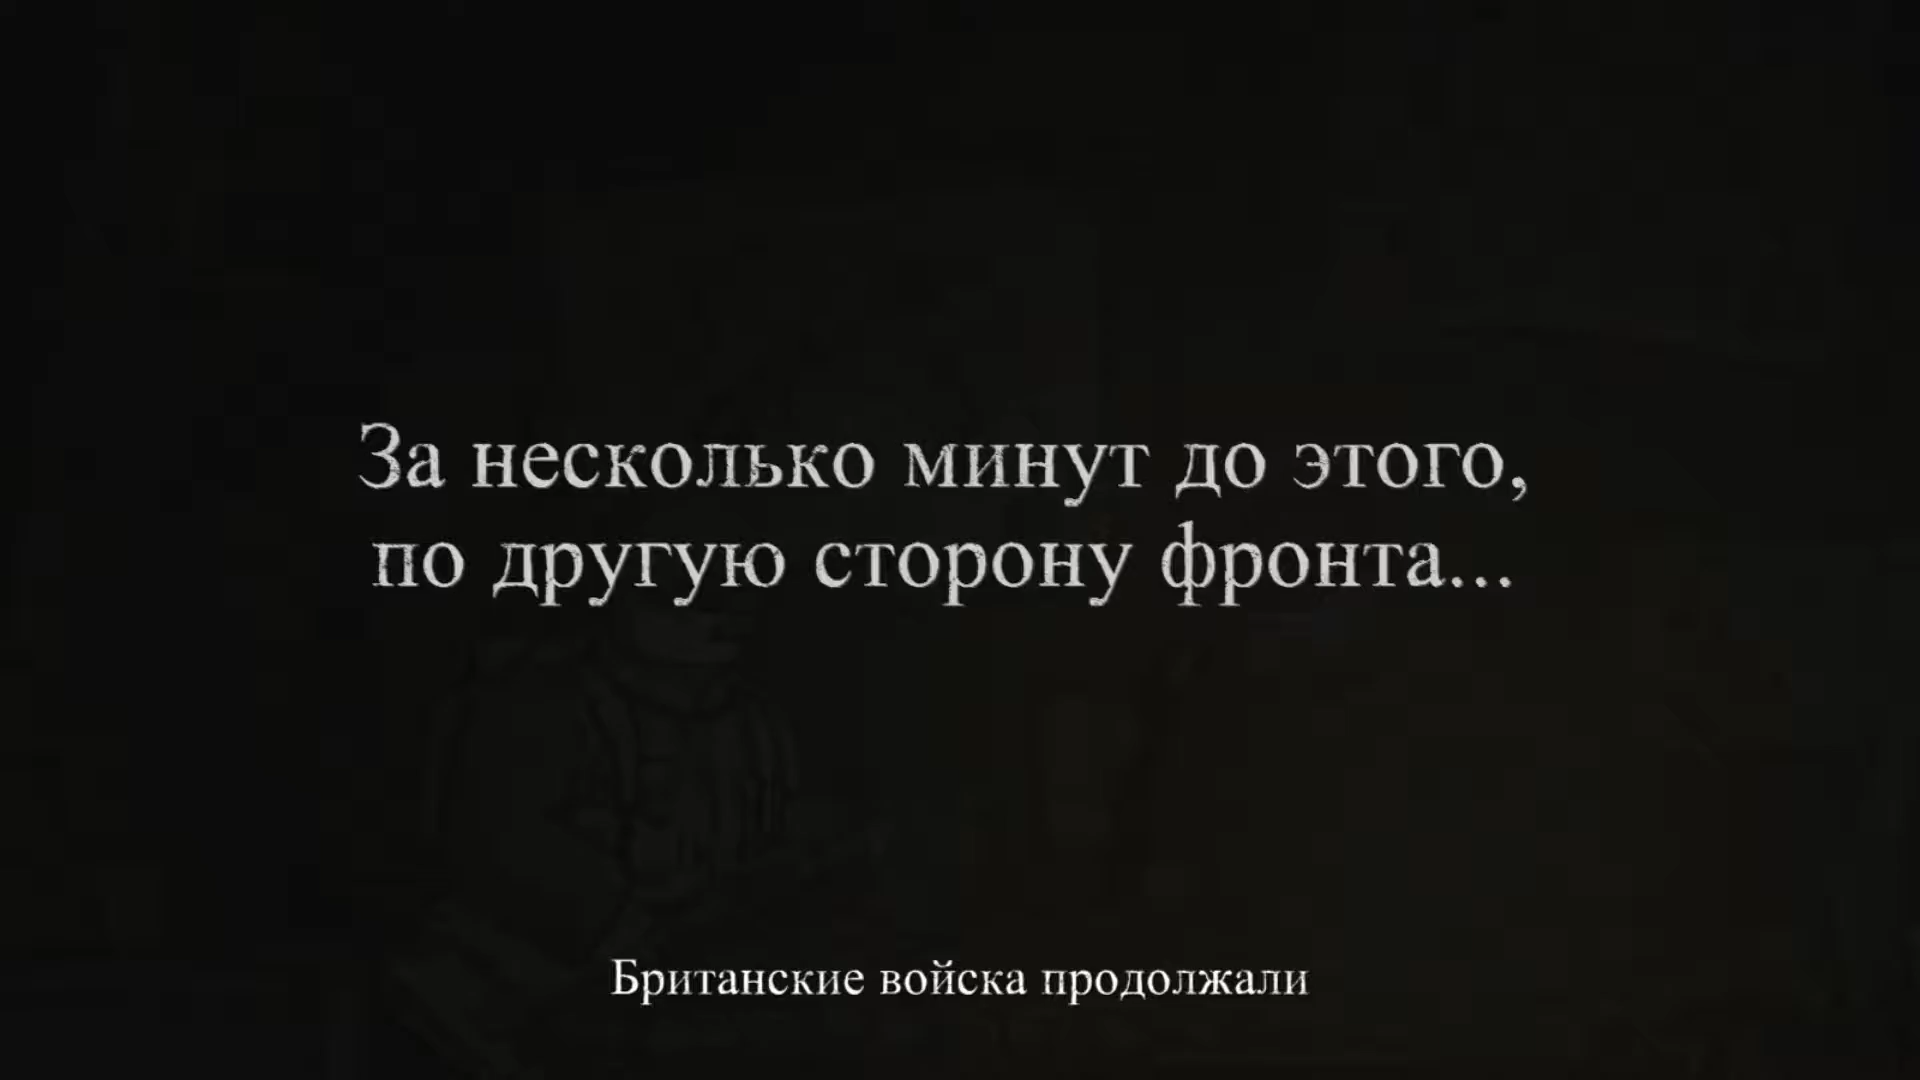 За несколько минут до этого,
по другую сторону фронта...
Британские войска продолжали